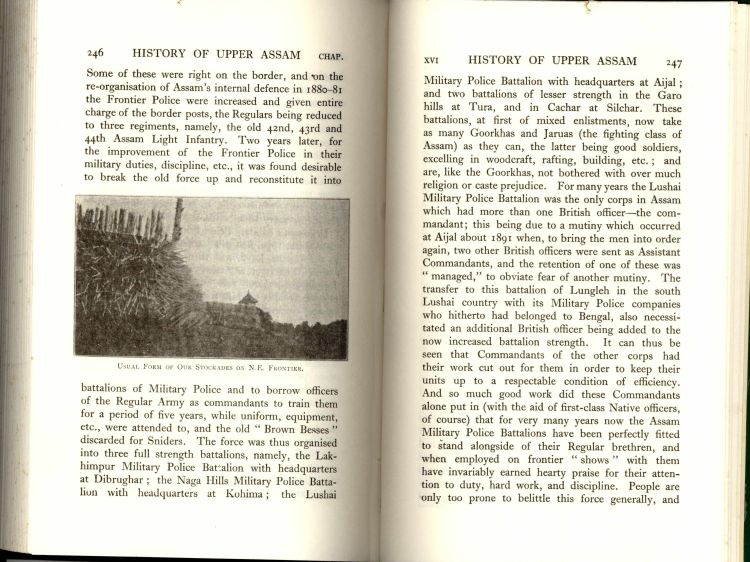 246 HISTORY OF UPPER ASSAM CHAP.
Some of these were right on the border, and on the
re-organisation of Assam's internal defence in 1880-81
the Frontier Police were increased and given entire
charge of the border posts, the Regulars being reduced
to three regiments, namely, the old 42nd, 43rd and
44th Assam Light Infantry. Two years later, for
the improvement of the Frontier Police in their
military duties, discipline, etc., it was found desirable
to break the old force up and reconstitute it into
USUAL FORM OF OUR STOCKADES ON N.E. FRONTIER.
battalions of Military Police and to borrow officers
of the Regular Army as commandants to train them
for a period of five years, while uniform, equipment,
etc., were attended to, and the old "Brown Besses"
discarded for Sniders. The force was thus organised
into three full strength battalions, namely, the Lak-
himpur Military Police Battalion with headquarters
at Dibrughar; the Naga Hills Military Police Batta-
lion with headquarters at Kohima; the Lushai
XVI HISTORY OF UPPER ASSAM 247
Military Police Battalion with headquarters at Aijal;
and two battalions of lesser strength in the Garo
hills at Tura, and in Cachar at Silchar. These
battalions, at first of mixed enlistments, now take
as many Goorkhas and Jaruas (the fighting class of
Assam) as they can, the latter being good soldiers,
excelling in woodcraft, rafting, building, etc.; and
are, like the Goorkhas, not bothered with over much
religion or caste prejudice. For many years the Lushai
Military Police Battalion was the only corps in Assam
which had more than one British officer—the com-
mandant; this being due to a mutiny which occurred
at Aijal about 1891 when, to bring the men into order
again, two other British officers were sent as Assistant
Commandants, and the retention of one of these was
"managed," to obviate fear of another mutiny. The
transfer to this battalion of Lungleh in the south
Lushai country with its Military Police companies
who hitherto had belonged to Bengal, also necessi-
tated an additional British officer being added to the
now increased battalion strength. It can thus be
seen that Commandants of the other corps had
their work cut out for them in order to keep their
units up to a respectable condition of efficiency.
And so much good work did these Commandants
alone put in (with the aid of first-class Native officers,
of course) that for very many years now the Assam
Military Police Battalions have been perfectly fitted
to stand alongside of their Regular brethren, and
when employed on frontier "shows" with them
have invariably earned hearty praise for their atten-
tion to duty, hard work, and discipline. People are
only too prone to belittle this force generally, and